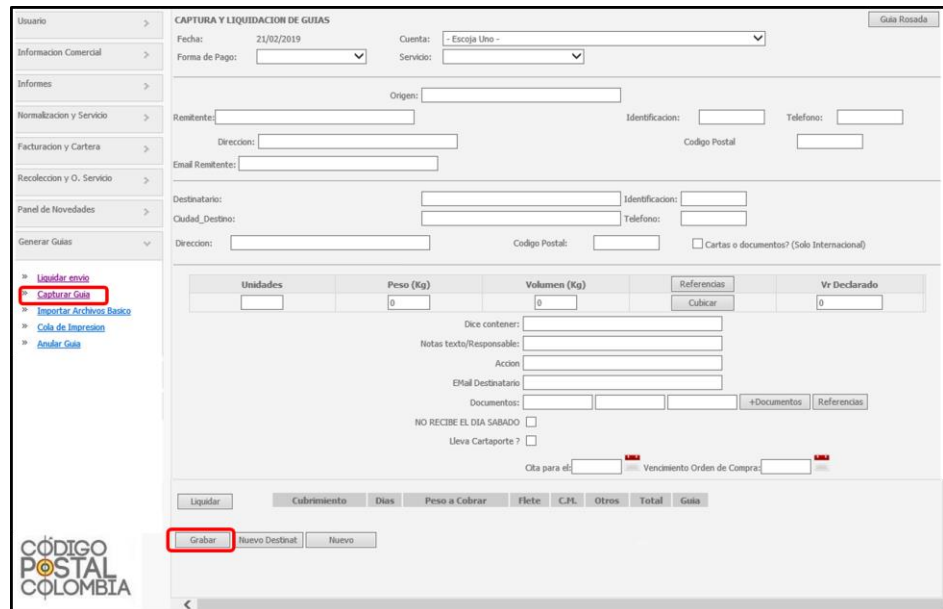 Usuario >
Informacion Comercial >
Informes >
Normalizacion y Servicio >
Facturacion y Cartera >
Recoleccion y O. Servicio >
Panel de Novedades >
Generar Guias
» Liquidar envio
» Capturar Guia
» Importar Archivos Basico
» Cola de Impresion
» Anular Guia
CÓDIGO
POSTAL
COLOMBIA
CAPTURA Y LIQUIDACION DE GUIAS Guia Rosada
Fecha: 21/02/2019 Cuenta: - Escoja Uno -
Forma de Pago: Servicio:
Origen:
Remitente: Identificacion: Telefono:
Direccion: Codigo Postal
Email Remitente:
Destinatario: Identificacion:
Ciudad_Destino: Telefono:
Direccion: Codigo Postal: Cartas o documentos? (Solo Internacional)
Unidades Peso (Kg) Volumen (Kg) Referencias Vr Declarado
0 0 Cubicar 0
Dice contener:
Notas texto/Responsable:
Accion
EMail Destinatario
Documentos: +Documentos Referencias
NO RECIBE EL DIA SABADO
Lleva Cartaporte ?
Cita para el: Vencimiento Orden de Compra:
Liquidar Cubrimiento Dias Peso a Cobrar Flete C.M. Otros Total Guia
Grabar Nuevo Destinat Nuevo